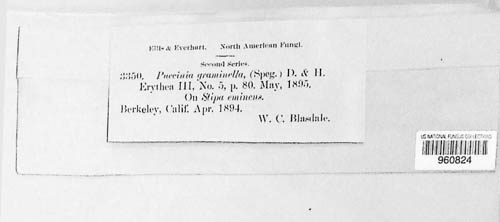 Ellis & Everhart. North American Fungi.
Second Series.
3350. Puccinia graminella, (Speg.) D. & H.
Erythea III, No. 5, p. 80. May, 1895.
On Stipa eminens.
Berkeley, Calif. Apr. 1894.
W. C. Blasdale.
US NATIONAL FUNGUS COLLECTIONS
960824